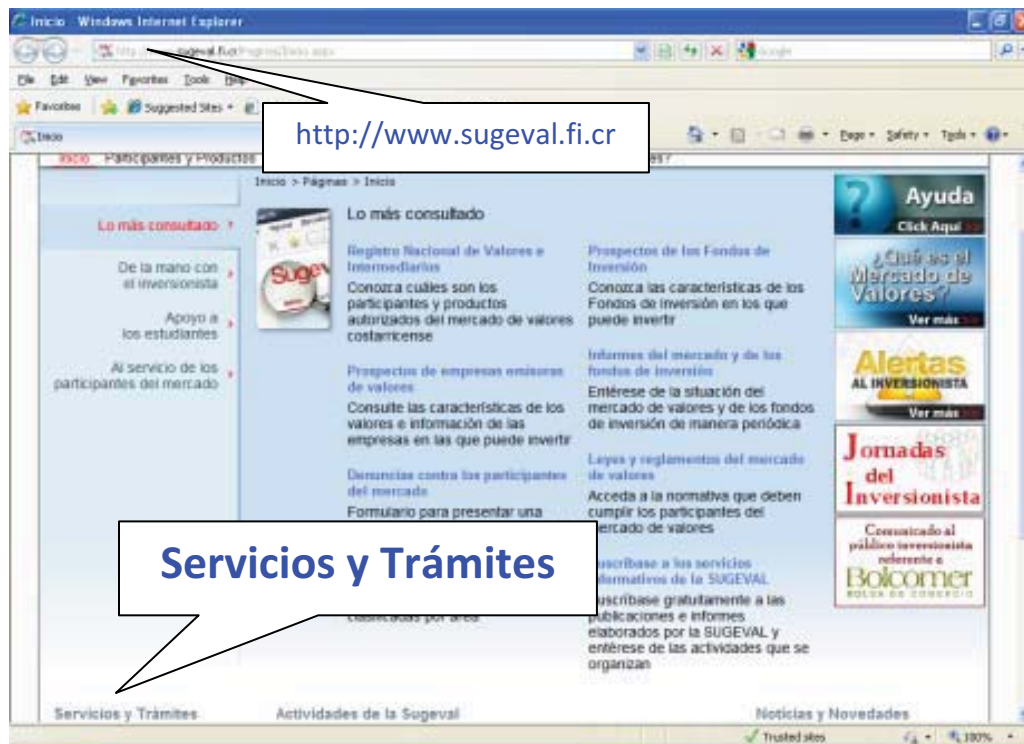 Inicio Windows Internet Explorer
sugeval.fi.cr
File Edit View Favorites Tools Help
Favorites Suggested Sites
http://www.sugeval.fi.cr
Inicio
Page Safety Tools
Inicio Participantes y Productos
Inicio > Páginas > Inicio
Lo más consultado
De la mano con
el inversionista
Apoyo a
los estudiantes
Al servicio de los
participantes del mercado
Lo más consultado
Registro Nacional de Valores e
Intermediarios
Conozca cuáles son los
participantes y productos
autorizados del mercado de valores
costarricense
Prospectos de empresas emisoras
de valores
Consulte las características de los
valores e información de las
empresas en las que puede invertir
Denuncias contra los participantes
del mercado
Formulario para presentar una
clasificadas por área
Prospectos de los Fondos de
Inversión
Conozca las características de los
Fondos de inversión en los que
puede invertir
Informes del mercado y de los
fondos de inversión
Entérese de la situación del
mercado de valores y de los fondos
de inversión de manera periódica
Leyes y reglamentos del mercado
de valores
Acceda a la normativa que deben
cumplir los participantes del
mercado de valores
Suscríbase a los servicios
informativos de la SUGEVAL
Suscríbase gratuitamente a las
publicaciones e informes
elaborados por la SUGEVAL y
entérese de las actividades que se
organizan
Ayuda
Click Aquí
¿Qué es el
Mercado de
Valores?
Ver más
Alertas
AL INVERSIONISTA
Ver más
Jornadas
del
Inversionista
Comunicado al
público inversionista
referente a
Bolcomer
BOLSA DE COMERCIO
Servicios y Trámites
Servicios y Trámites
Actividades de la Sugeval
Noticias y Novedades
Trusted sites
100%